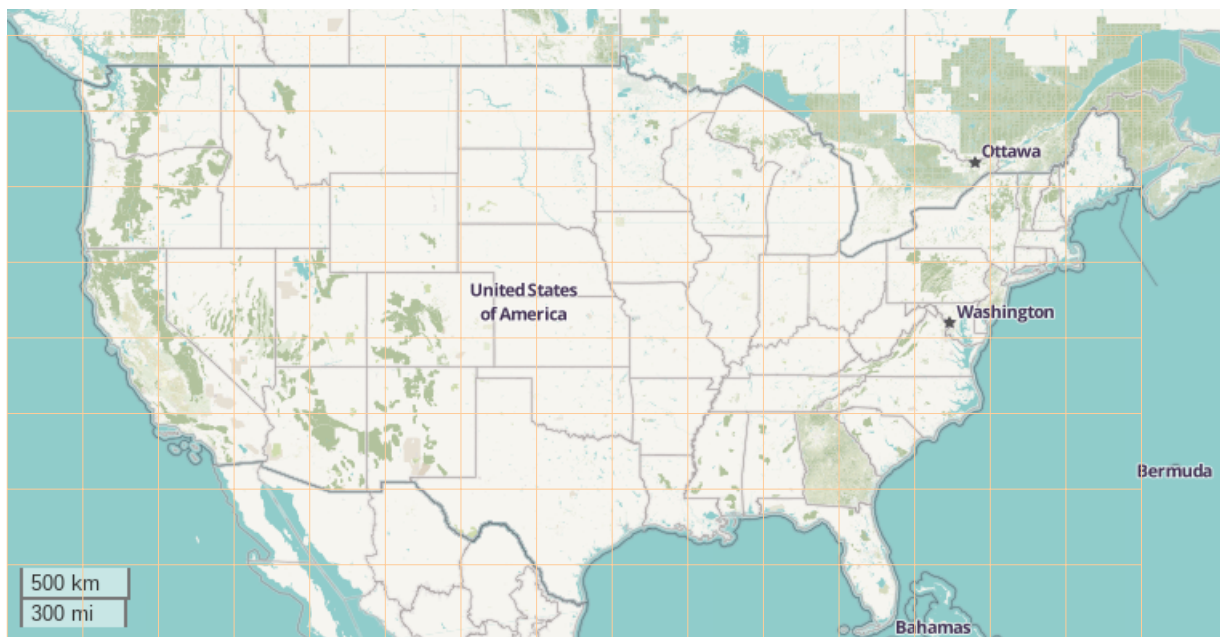 Ottawa
United States
of America
Washington
Bermuda
500 km
300 mi
Bahamas